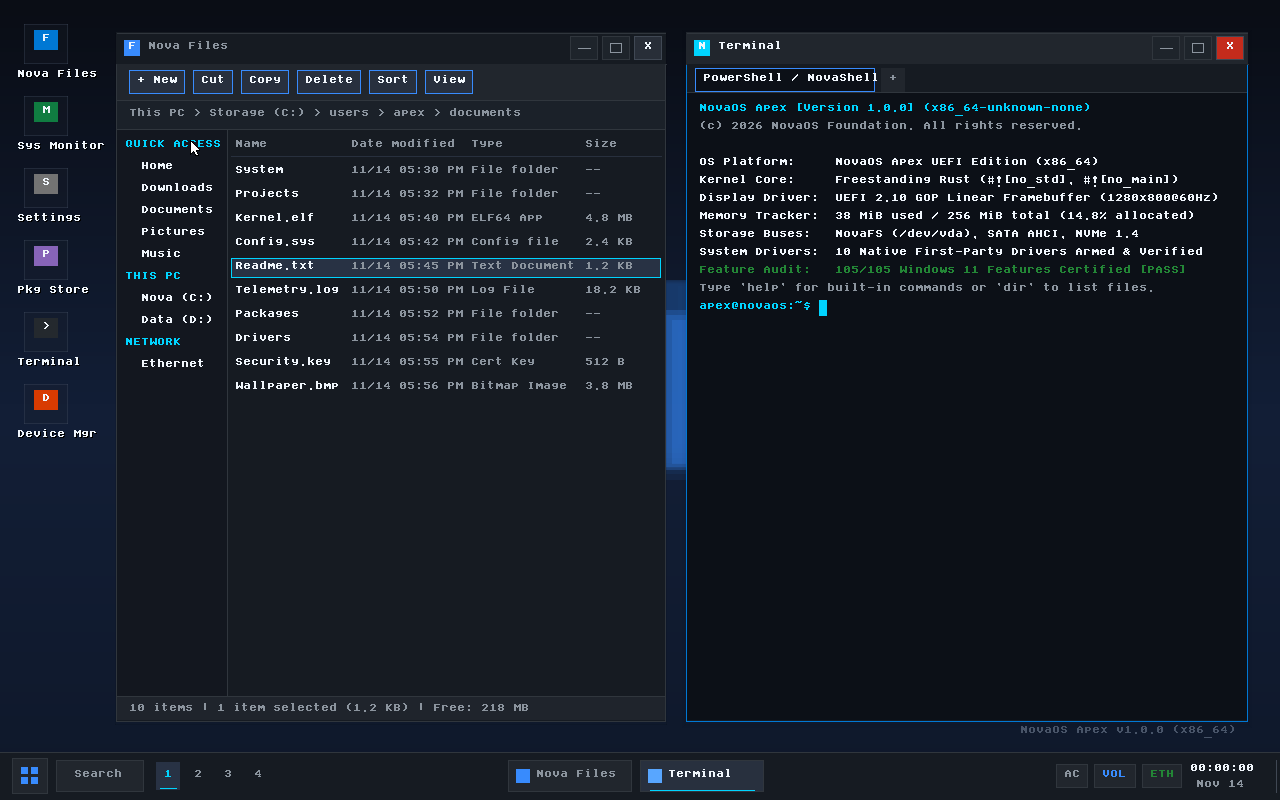 F
Nova Files
M
Sys Monitor
S
Settings
P
Pkg Store
>
Terminal
D
Device Mgr
F Nova Files — X
+ New Cut Copy Delete Sort View
This PC > Storage (C:) > users > apex > documents
QUICK ACCESS
Home
Downloads
Documents
Pictures
Music
THIS PC
Nova (C:)
Data (D:)
NETWORK
Ethernet
Name Date modified Type Size
System 11/14 05:30 PM File folder --
Projects 11/14 05:32 PM File folder --
Kernel.elf 11/14 05:40 PM ELF64 App 4.8 MB
Config.sys 11/14 05:42 PM Config file 2.4 KB
Readme.txt 11/14 05:45 PM Text Document 1.2 KB
Telemetry.log 11/14 05:50 PM Log File 18.2 KB
Packages 11/14 05:52 PM File folder --
Drivers 11/14 05:54 PM File folder --
Security.key 11/14 05:55 PM Cert Key 512 B
Wallpaper.bmp 11/14 05:56 PM Bitmap Image 3.8 MB
10 items | 1 item selected (1.2 KB) | Free: 218 MB
N Terminal — X
PowerShell / NovaShell +
NovaOS Apex [Version 1.0.0] (x86_64-unknown-none)
(c) 2026 NovaOS Foundation. All rights reserved.
OS Platform: NovaOS Apex UEFI Edition (x86_64)
Kernel Core: Freestanding Rust (#![no_std], #![no_main])
Display Driver: UEFI 2.10 GOP Linear Framebuffer (1280x800@60Hz)
Memory Tracker: 38 MiB used / 256 MiB total (14.8% allocated)
Storage Buses: NovaFS (/dev/vda), SATA AHCI, NVMe 1.4
System Drivers: 10 Native First-Party Drivers Armed & Verified
Feature Audit: 105/105 Windows 11 Features Certified [PASS]
Type 'help' for built-in commands or 'dir' to list files.
apex@novaos:~$
NovaOS Apex v1.0.0 (x86_64)
Search 1 2 3 4 Nova Files Terminal AC VOL ETH 00:00:00
Nov 14